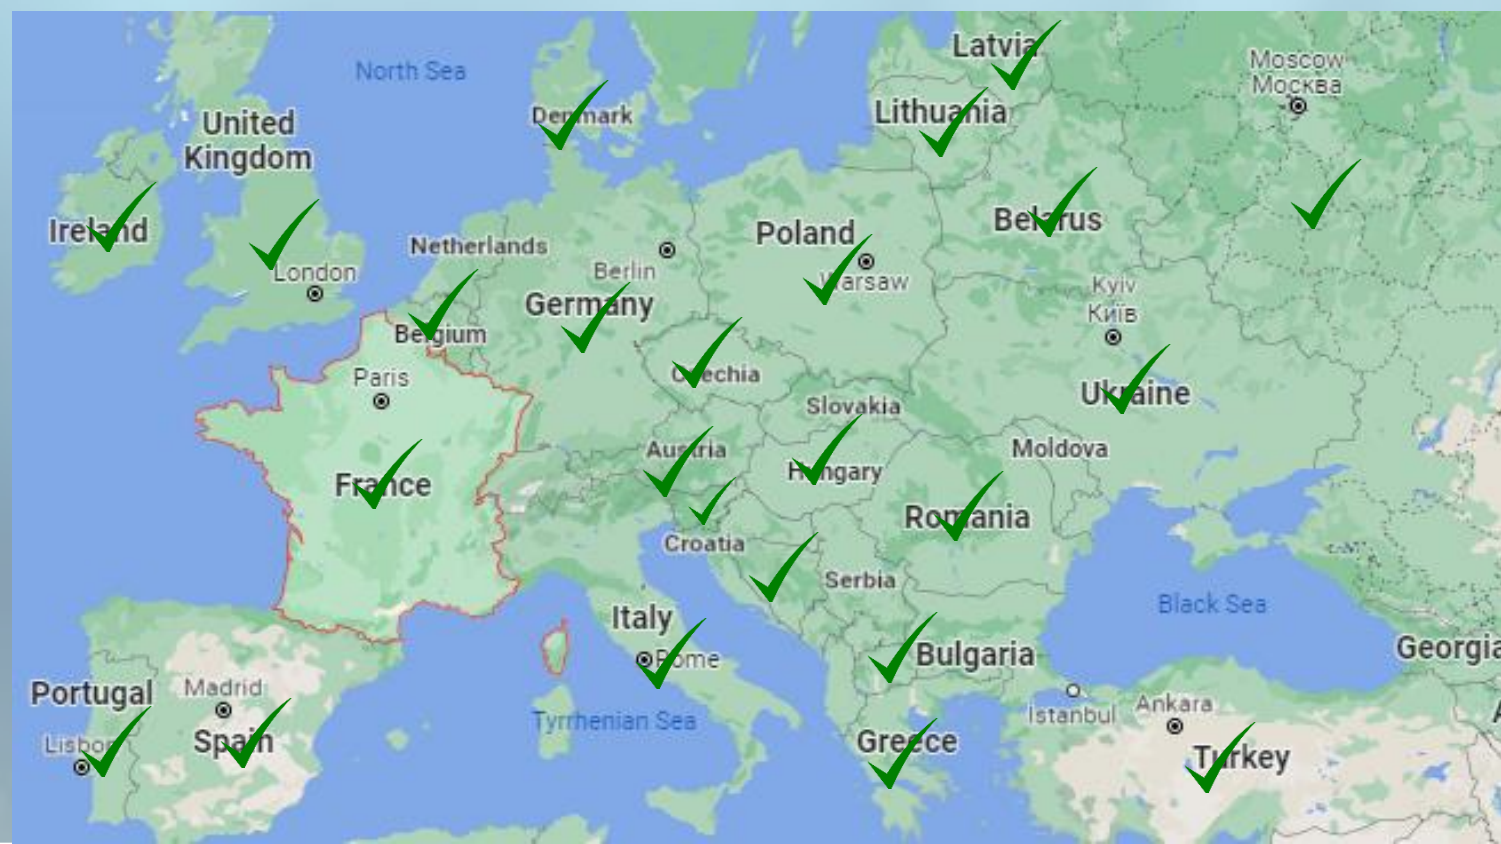 Latvia
North Sea
Moscow
Москва
Denmark
Lithuania
United
Kingdom
Ireland
Belarus
Poland
Netherlands
London
Berlin
Warsaw
Germany
Kyiv
Київ
Belgium
Paris
Czechia
Ukraine
Slovakia
Austria
Moldova
Hungary
France
Romania
Croatia
Serbia
Black Sea
Italy
Georgia
Rome
Bulgaria
Portugal
Madrid
Ankara
İstanbul
Tyrrhenian Sea
Lisbon
Spain
Greece
Turkey